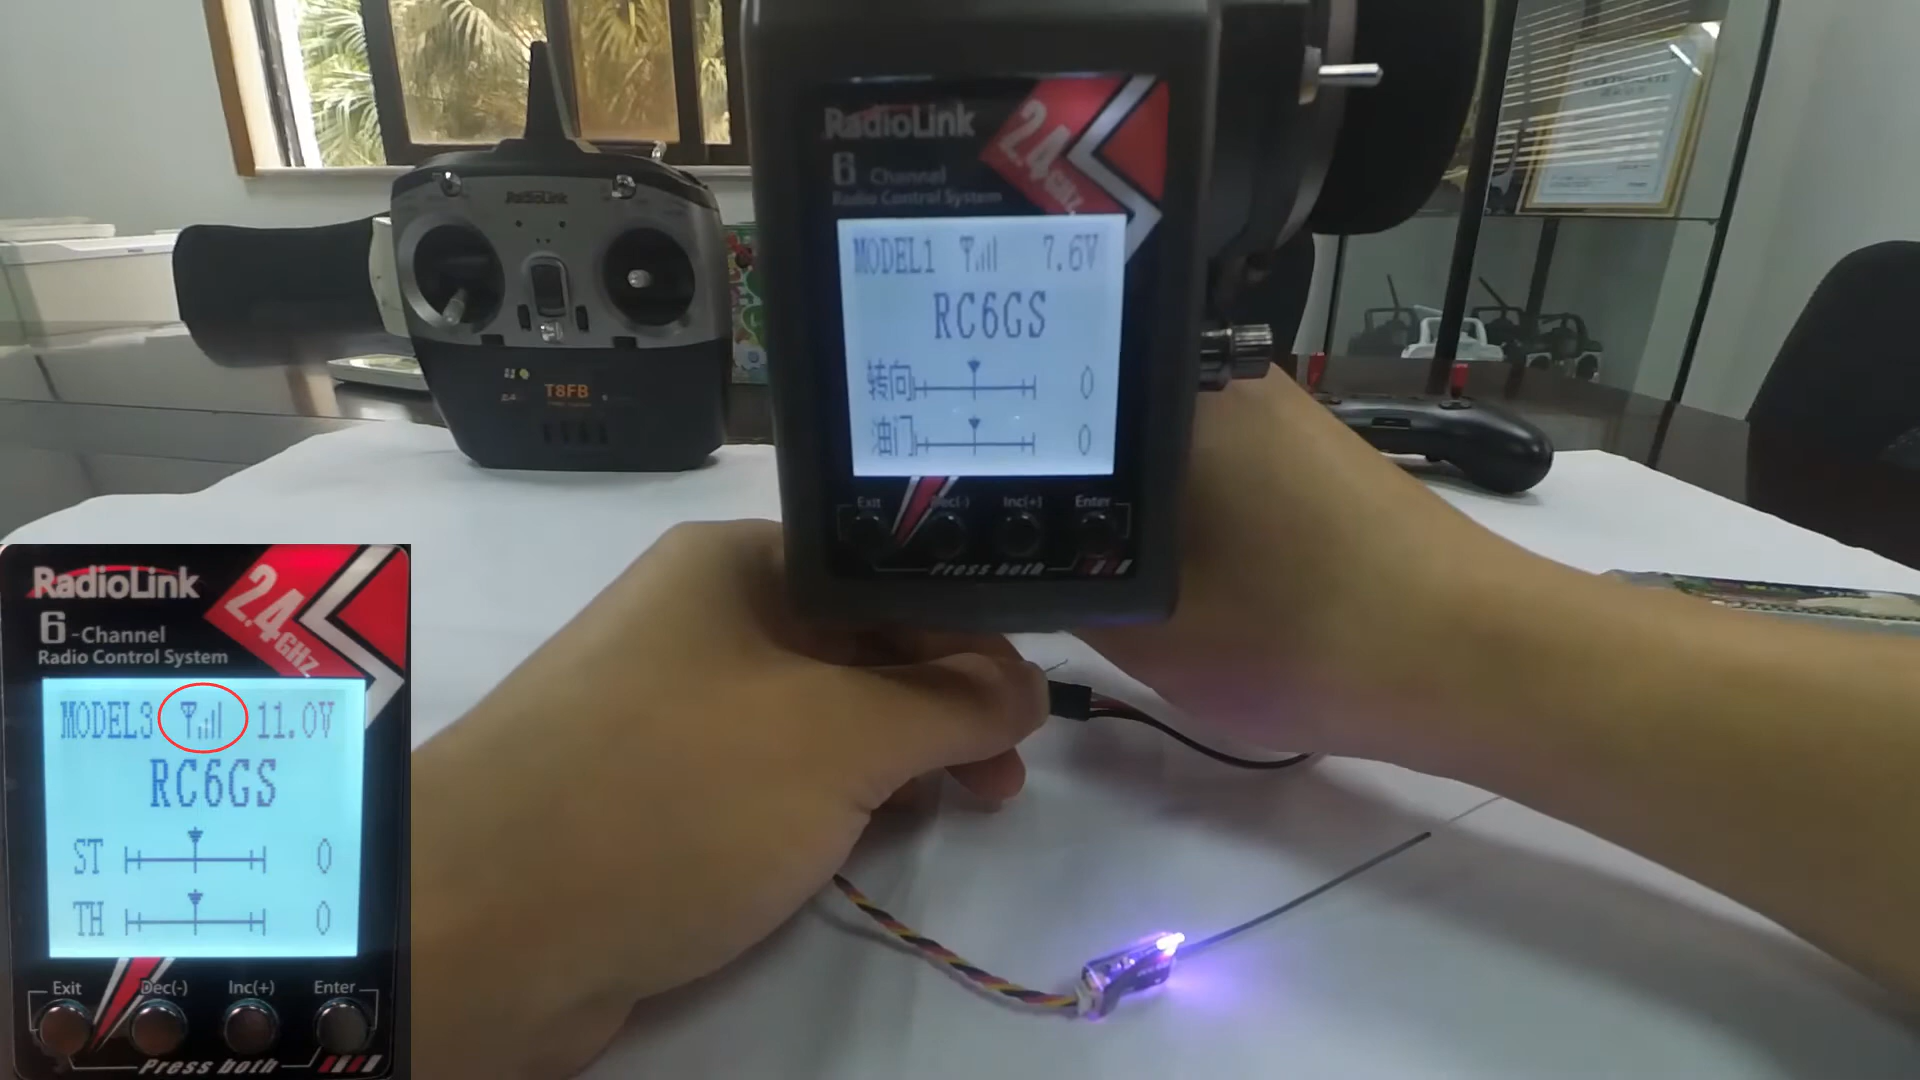 RadioLink
T8FB
RadioLink
2.4GHz
6 Channel
Radio Control System
MODEL1 7.6V
RC6GS
转向 0
油门 0
Exit Dec(-) Inc(+) Enter
Press both
RadioLink
2.4GHz
6-Channel
Radio Control System
MODEL3 11.0V
RC6GS
ST 0
TH 0
Exit Dec(-) Inc(+) Enter
Press both